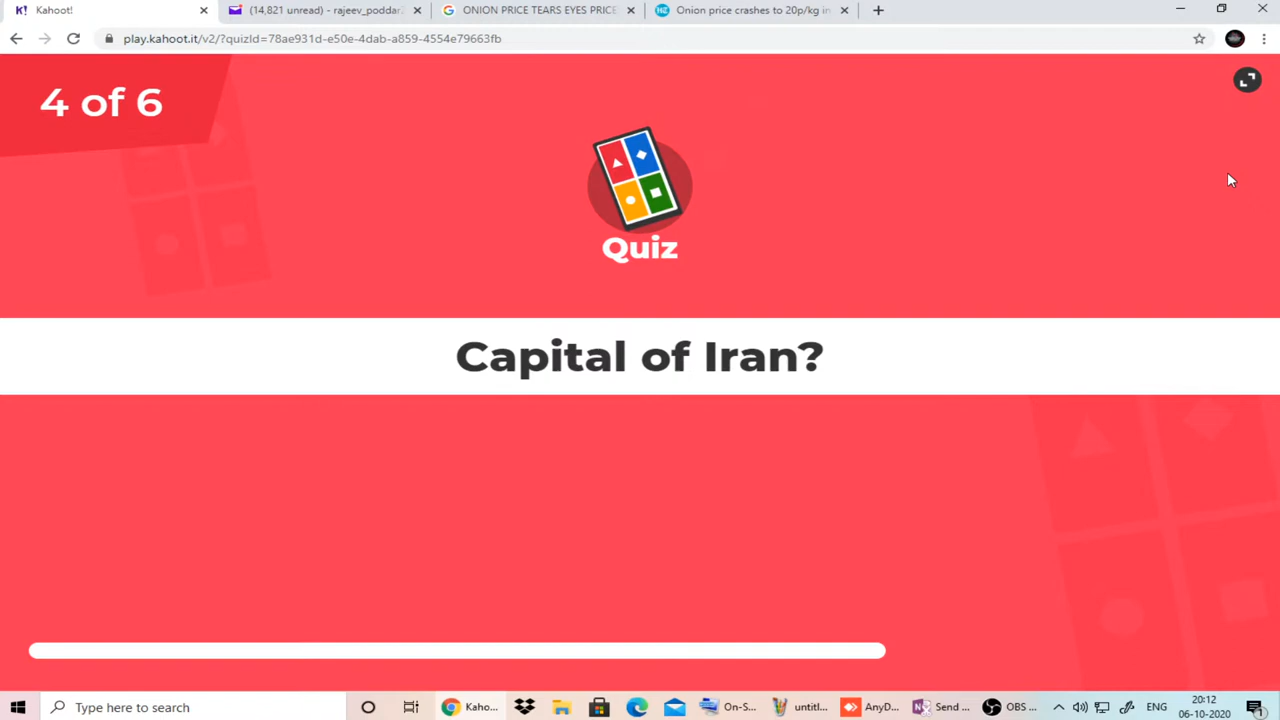 Kahoot!
(14,821 unread) - rajeev_poddar
ONION PRICE TEARS EYES PRICE
Onion price crashes to 20p/kg in
play.kahoot.it/v2/?quizId=78ae931d-e50e-4dab-a859-4554e79663fb
4 of 6
Quiz
Capital of Iran?
Type here to search
Kaho...
On-S...
untitl...
AnyD...
Send ...
OBS ...
ENG
20:12
06-10-2020